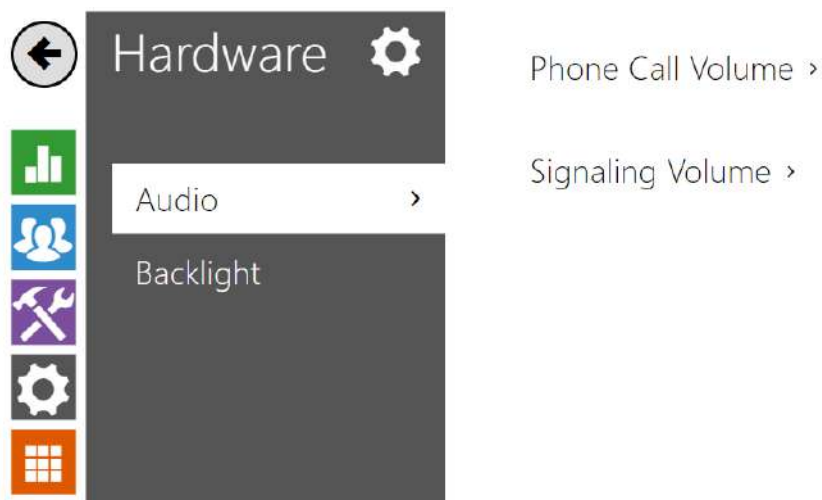 Hardware
Audio
Backlight
Phone Call Volume
Signaling Volume